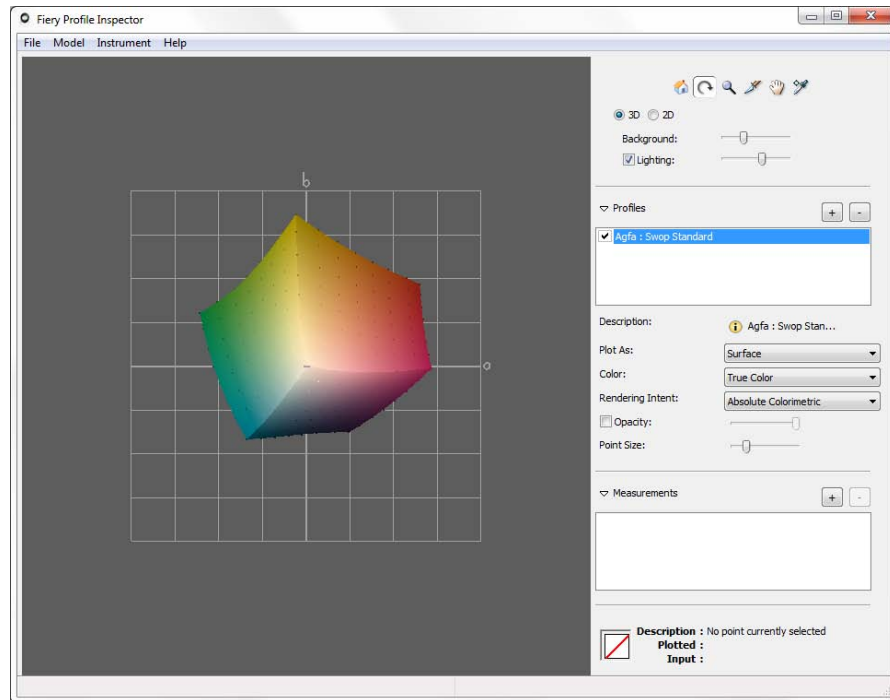 Fiery Profile Inspector
File Model Instrument Help
3D 2D
Background:
Lighting:
b
a
Profiles + -
Agfa : Swop Standard
Description: Agfa : Swop Stan...
Plot As: Surface
Color: True Color
Rendering Intent: Absolute Colorimetric
Opacity:
Point Size:
Measurements + -
Description : No point currently selected
Plotted :
Input :